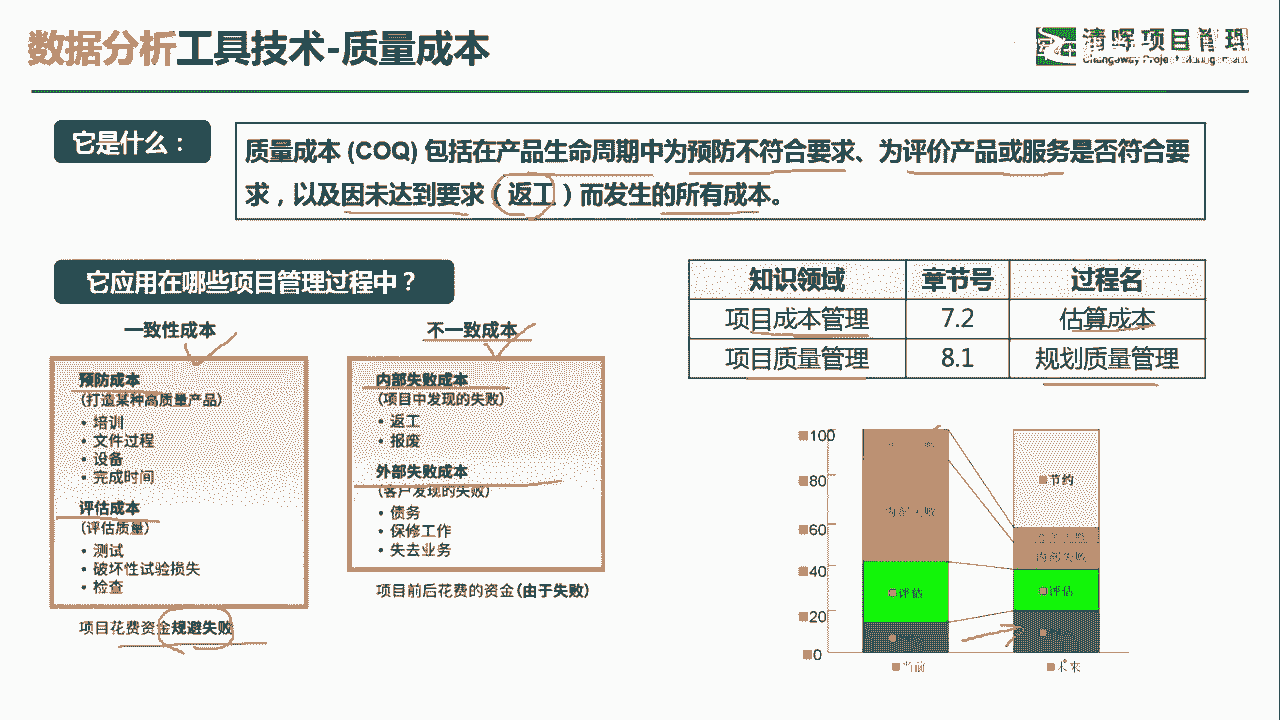 数据分析工具技术-质量成本
清晖项目管理
Changeway Project Management
它是什么：
质量成本 (COQ) 包括在产品生命周期中为预防不符合要求、为评价产品或服务是否符合要
求，以及因未达到要求（返工）而发生的所有成本。
它应用在哪些项目管理过程中？
知识领域 章节号 过程名
项目成本管理 7.2 估算成本
项目质量管理 8.1 规划质量管理
一致性成本
预防成本
(打造某种高质量产品)
• 培训
• 文件过程
• 设备
• 完成时间
评估成本
(评估质量)
• 测试
• 破坏性试验损失
• 检查
项目花费资金规避失败
不一致成本
内部失败成本
(项目中发现的失败)
• 返工
• 报废
外部失败成本
(客户发现的失败)
• 债务
• 保修工作
• 失去业务
项目前后花费的资金(由于失败)
100
80
60
40
20
0
内部失败
评估
当前
节约
内部失败
评估
未来